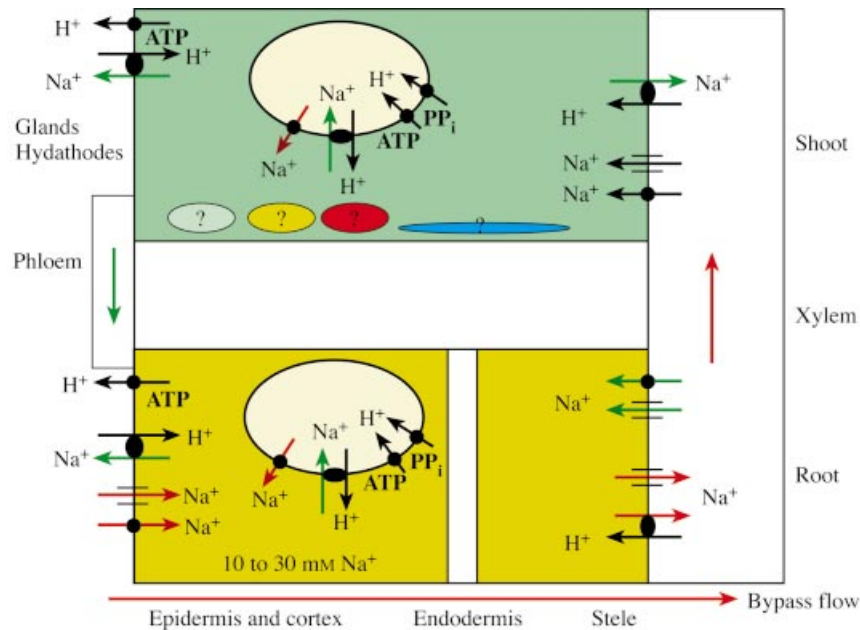 H⁺
ATP
H⁺
Na⁺
Glands
Hydathodes
Na⁺
H⁺
PPᵢ
ATP
Na⁺
H⁺
? ? ? ?
Na⁺
H⁺
Na⁺
Na⁺
Shoot
Phloem
Xylem
H⁺
ATP
H⁺
Na⁺
Na⁺
Na⁺
Na⁺
H⁺
PPᵢ
ATP
Na⁺
H⁺
10 to 30 mM Na⁺
Na⁺
Root
Na⁺
H⁺
Bypass flow
Epidermis and cortex Endodermis Stele